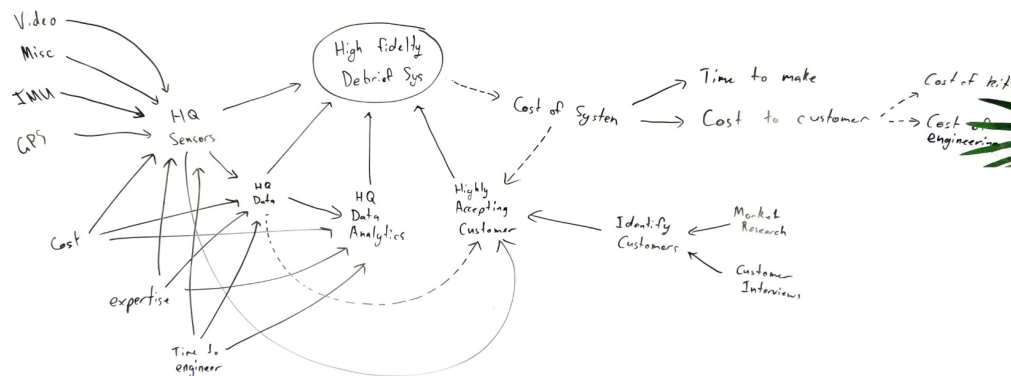 Video
Misc
IMU
GPS
HQ
Sensors
High fidelty
Debrief Sys
Cost of System
Time to make
Cost to customer
Cost of kit
Cost of
engineering
HQ
Data
HQ
Data
Analytics
Highly
Accepting
Customer
Identify
Customers
Market
Research
Customer
Interviews
Cost
expertise
Time to
engineer